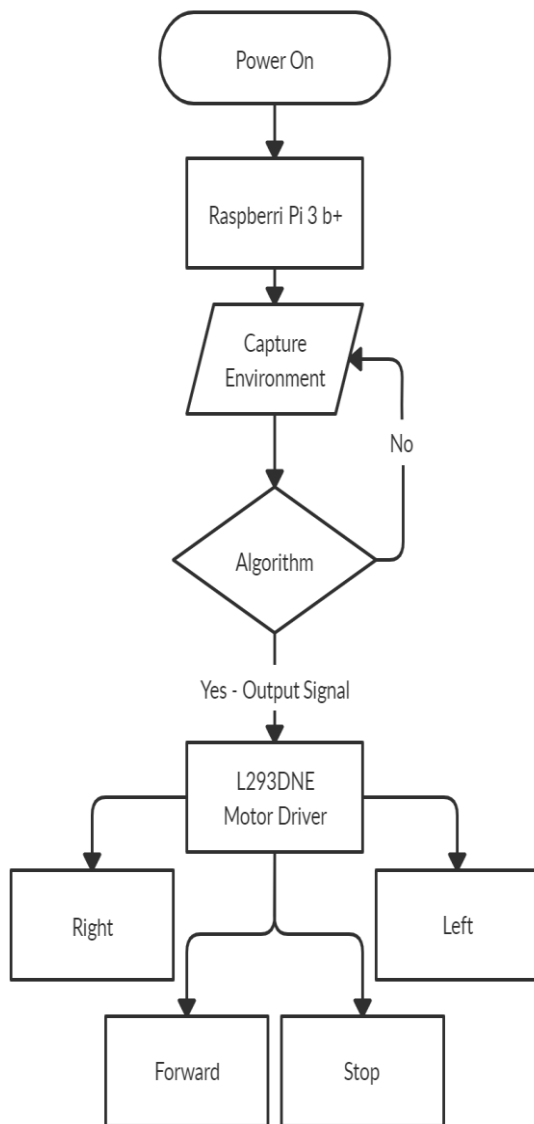 Power On
Raspberri Pi 3 b+
Capture
Environment
No
Algorithm
Yes - Output Signal
L293DNE
Motor Driver
Right
Left
Forward
Stop